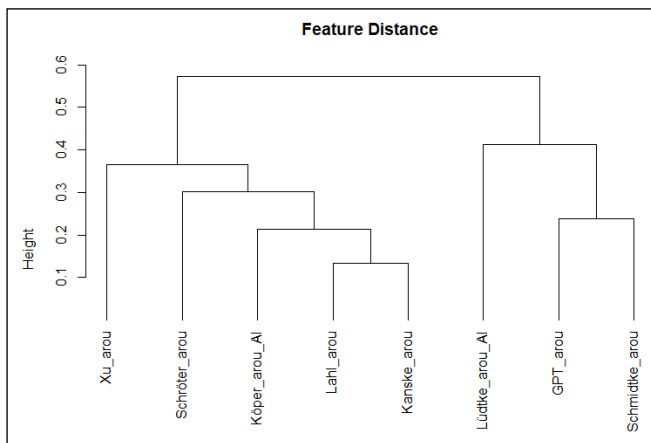 Feature Distance
0.6
0.5
0.4
0.3
0.2
0.1
Height
Xu_arou
Schröter_arou
Köper_arou_AI
Lahl_arou
Kanske_arou
Lüdtke_arou_AI
GPT_arou
Schmidtke_arou